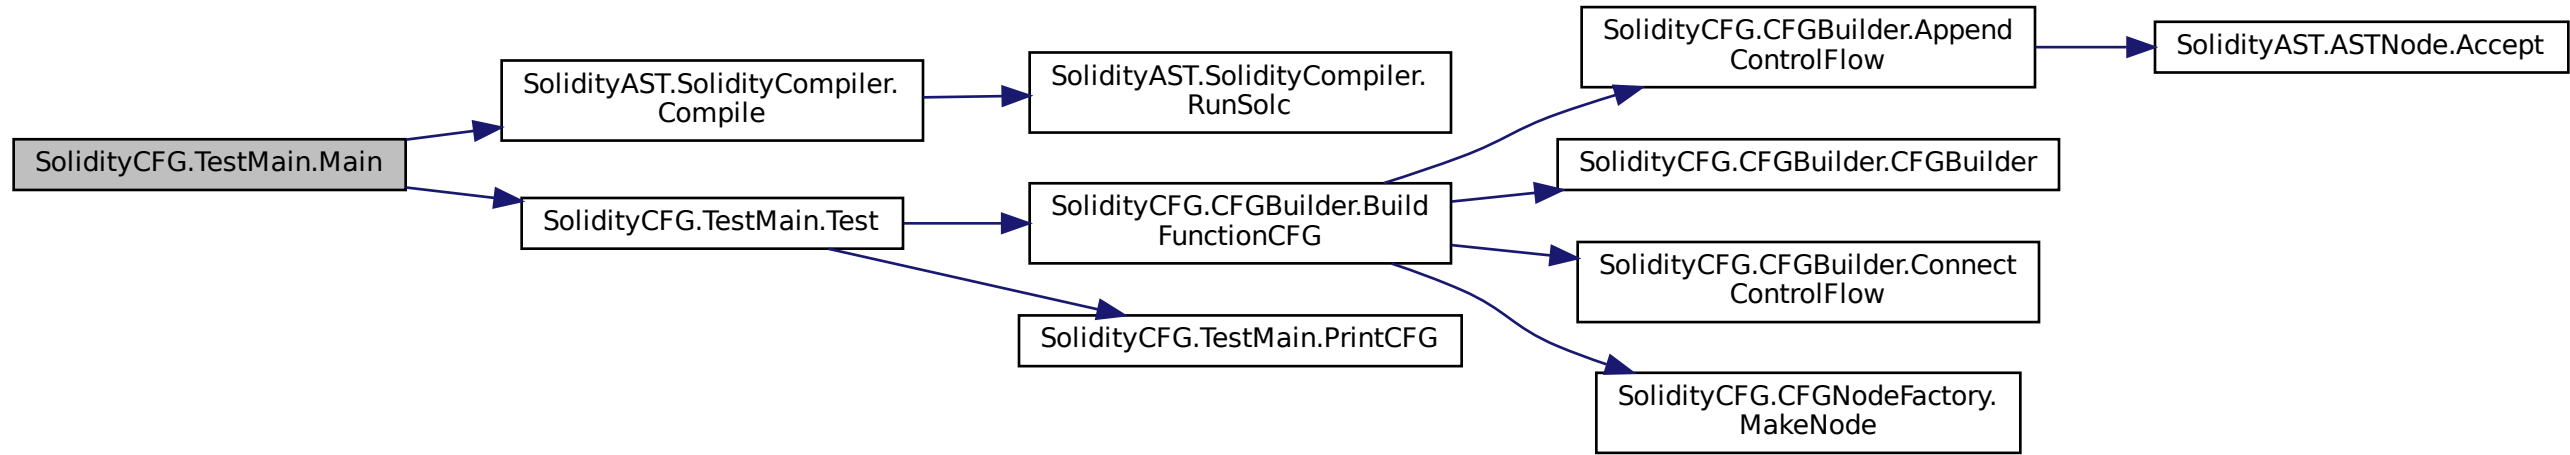 SolidityCFG.TestMain.Main
SolidityAST.SolidityCompiler.
Compile
SolidityAST.SolidityCompiler.
RunSolc
SolidityCFG.TestMain.Test
SolidityCFG.CFGBuilder.Build
FunctionCFG
SolidityCFG.CFGBuilder.Append
ControlFlow
SolidityAST.ASTNode.Accept
SolidityCFG.CFGBuilder.CFGBuilder
SolidityCFG.CFGBuilder.Connect
ControlFlow
SolidityCFG.CFGNodeFactory.
MakeNode
SolidityCFG.TestMain.PrintCFG